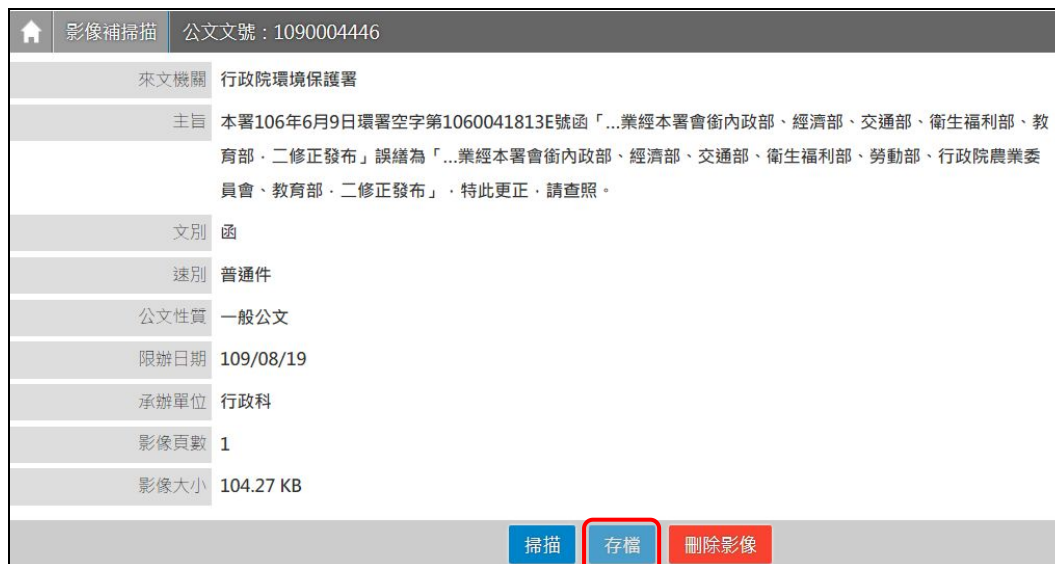 影像補掃描 公文文號：1090004446
來文機關 行政院環境保護署
主旨 本署106年6月9日環署空字第1060041813E號函「...業經本署會銜內政部、經濟部、交通部、衛生福利部、教
育部．二修正發布」誤繕為「...業經本署會銜內政部、經濟部、交通部、衛生福利部、勞動部、行政院農業委
員會、教育部．二修正發布」．特此更正．請查照。
文別 函
速別 普通件
公文性質 一般公文
限辦日期 109/08/19
承辦單位 行政科
影像頁數 1
影像大小 104.27 KB
掃描 存檔 刪除影像